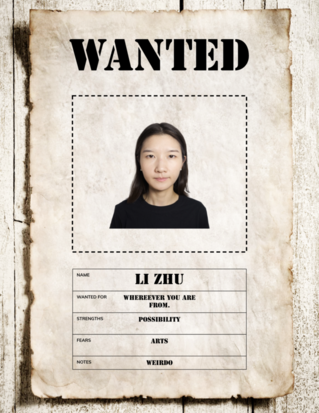 WANTED
NAME LI ZHU
WANTED FOR WHEREEVER YOU ARE
FROM.
STRENGTHS POSSIBILITY
FEARS ARTS
NOTES WEIRDO